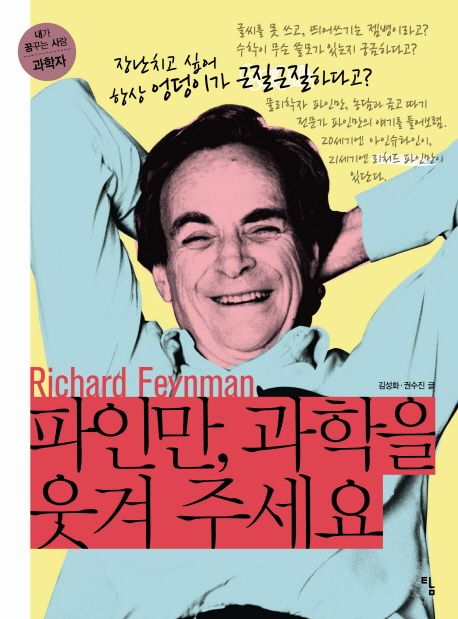 내가
꿈꾸는 사람
과학자
글씨를 못 쓰고, 띄어쓰기는 젬병이라고?
수학이 무슨 쓸모가 있는지 궁금하다고?
장난치고 싶어
항상 엉덩이가 근질근질하다고?
물리학자 파인만, 농담과 금고 따기
전문가 파인만의 얘기를 들어보렴.
20세기엔 아인슈타인이,
21세기엔 리처드 파인만이
있단다.
Richard Feynman
김성화·권수진 글
파인만, 과학을
웃겨 주세요
탐